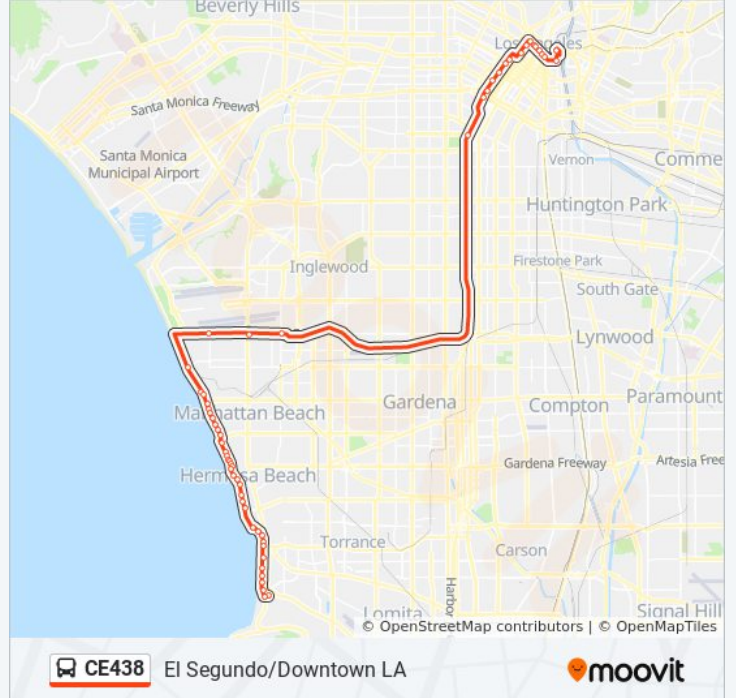 Beverly Hills
Los Angeles
Santa Monica Freeway
Santa Monica
Municipal Airport
Vernon
Comme
Huntington Park
Inglewood
Firestone Park
South Gate
Lynwood
Paramount
Manhattan Beach
Gardena
Compton
Hermosa Beach
Gardena Freeway
Artesia Free
Torrance
Carson
Harbo
Lomita
Signal Hill
© OpenStreetMap contributors | © OpenMapTiles
CE438 El Segundo/Downtown LA
moovit